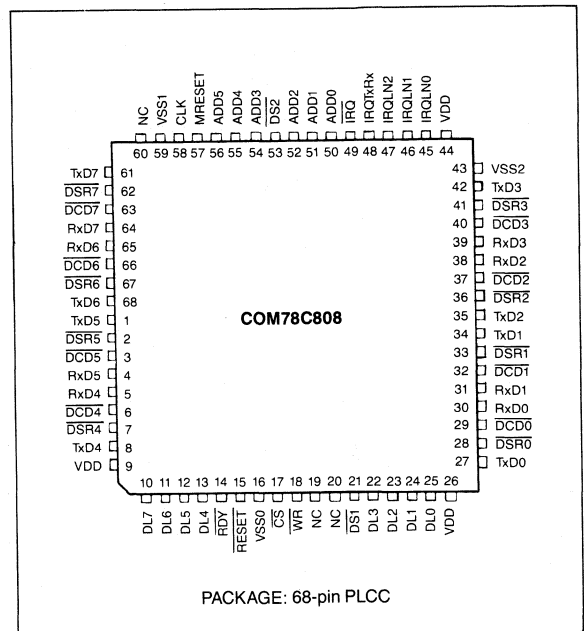 NC VSS1 CLK MRESET ADD5 ADD4 ADD3 DS2 ADD2 ADD1 ADD0 IRQ IRQTxRx IRQLN2 IRQLN1 IRQLN0 VDD
60 59 58 57 56 55 54 53 52 51 50 49 48 47 46 45 44
TxD7 61
DSR7 62
DCD7 63
RxD7 64
RxD6 65
DCD6 66
DSR6 67
TxD6 68
TxD5 1
DSR5 2
DCD5 3
RxD5 4
RxD4 5
DCD4 6
DSR4 7
TxD4 8
VDD 9
COM78C808
43 VSS2
42 TxD3
41 DSR3
40 DCD3
39 RxD3
38 RxD2
37 DCD2
36 DSR2
35 TxD2
34 TxD1
33 DSR1
32 DCD1
31 RxD1
30 RxD0
29 DCD0
28 DSR0
27 TxD0
10 11 12 13 14 15 16 17 18 19 20 21 22 23 24 25 26
DL7 DL6 DL5 DL4 RDY RESET VSS0 CS WR NC NC DS1 DL3 DL2 DL1 DL0 VDD
PACKAGE: 68-pin PLCC